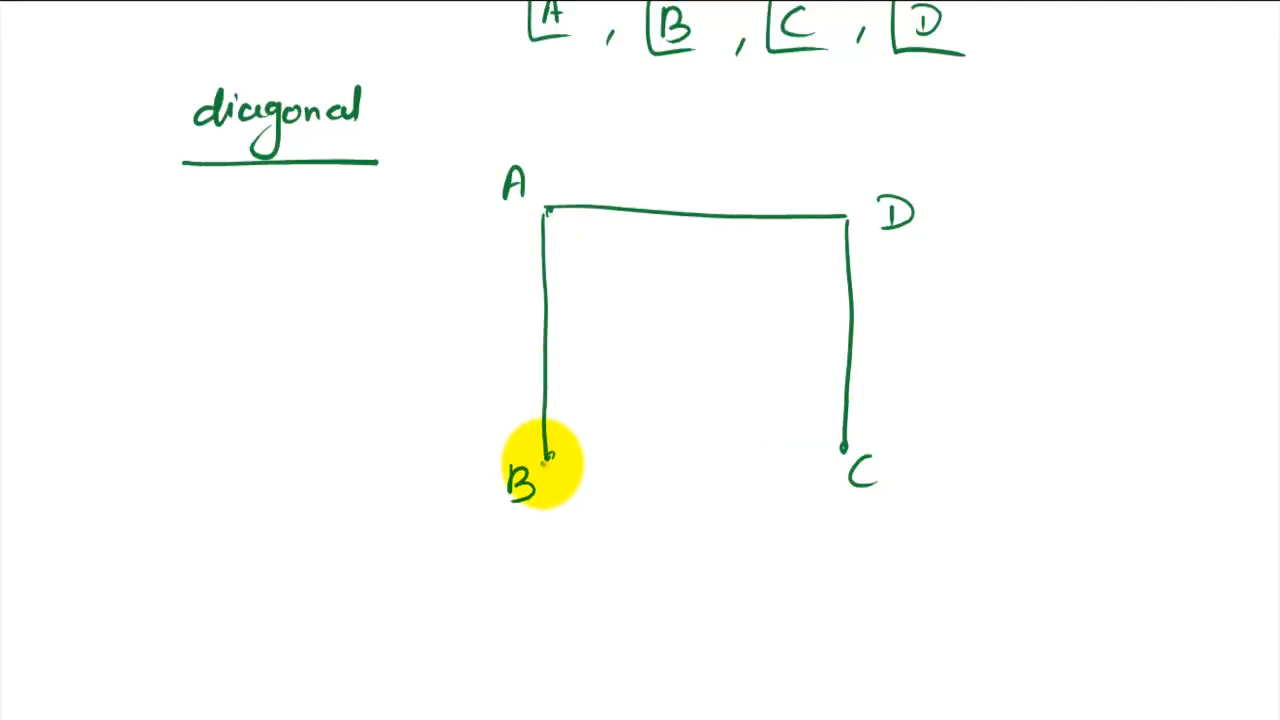 ∠A , ∠B , ∠C , ∠D
diagonal
A
D
B
C